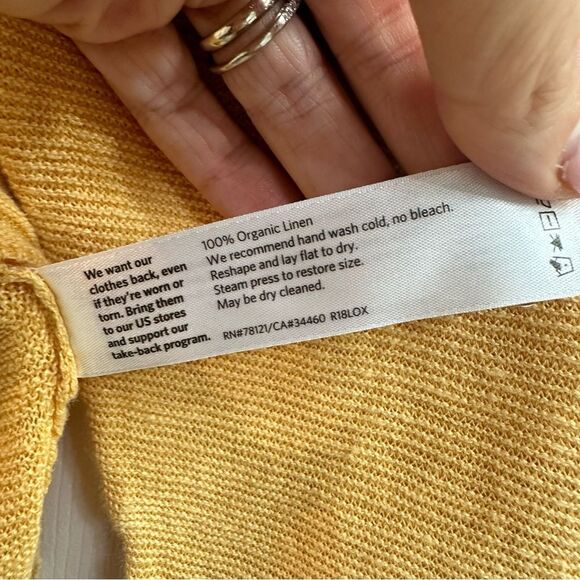 We want our
clothes back, even
if they're worn or
torn. Bring them
to our US stores
and support our
take-back program.
100% Organic Linen
We recommend hand wash cold, no bleach.
Reshape and lay flat to dry.
Steam press to restore size.
May be dry cleaned.
RN#78121/CA#34460 R18LOX